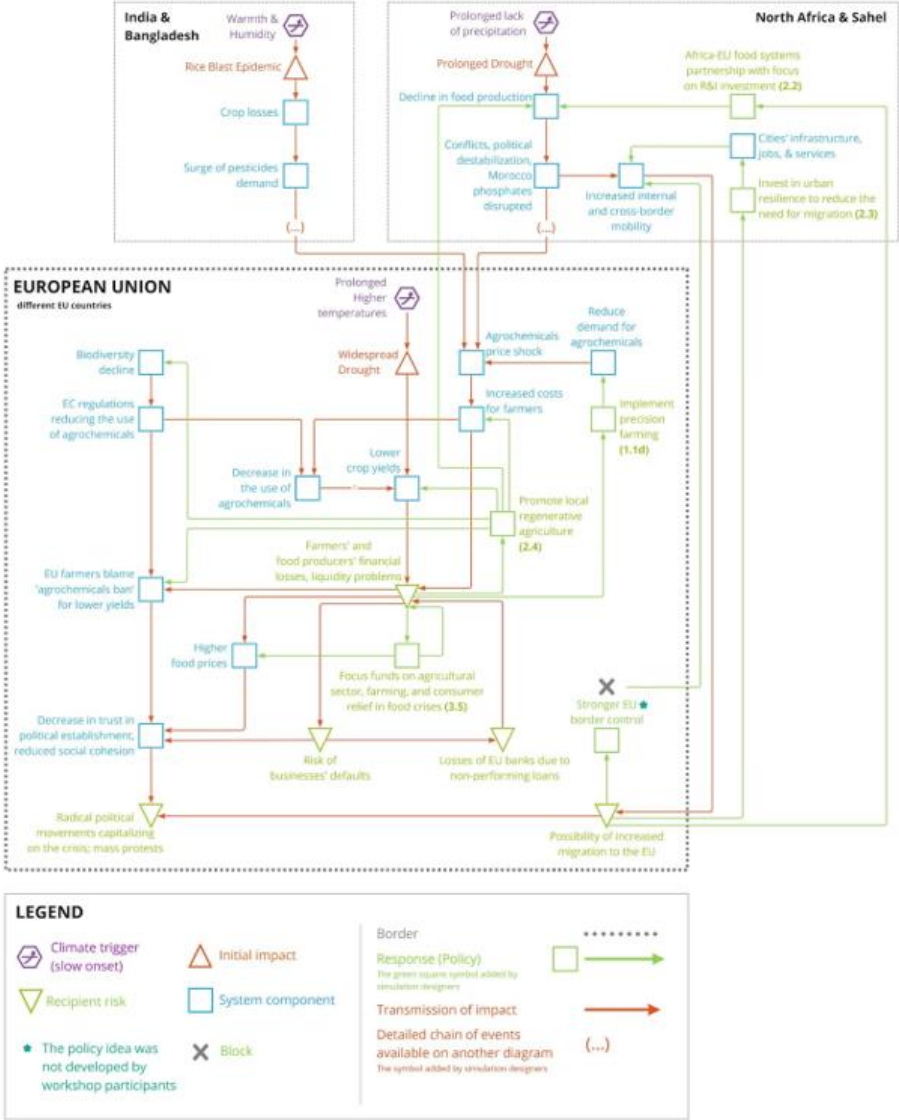 India &
Bangladesh
Warmth &
Humidity
Rice Blast Epidemic
Crop losses
Surge of pesticides
demand
(...)
North Africa & Sahel
Prolonged lack
of precipitation
Prolonged Drought
Decline in food production
Conflicts, political
destabilization,
Morocco
phosphates
disrupted
(...)
Increased internal
and cross-border
mobility
Africa-EU food systems
partnership with focus
on R&I investment (2.2)
Cities' infrastructure,
jobs, & services
Invest in urban
resilience to reduce the
need for migration (2.3)
EUROPEAN UNION
different EU countries
Prolonged
Higher
temperatures
Widespread
Drought
Agrochemicals
price shock
Reduce
demand for
agrochemicals
Biodiversity
decline
EC regulations
reducing the use
of agrochemicals
Increased costs
for farmers
Implement
precision
farming
(1.1d)
Decrease in
the use of
agrochemicals
Lower
crop yields
Promote local
regenerative
agriculture
(2.4)
Farmers' and
food producers' financial
losses, liquidity problems
EU farmers blame
'agrochemicals ban'
for lower yields
Higher
food prices
Focus funds on agricultural
sector, farming, and consumer
relief in food crises (3.5)
Stronger EU
border control
Decrease in trust in
political establishment,
reduced social cohesion
Risk of
businesses' defaults
Losses of EU banks due to
non-performing loans
Radical political
movements capitalizing
on the crisis; mass protests
Possibility of increased
migration to the EU
LEGEND
Climate trigger
(slow onset)
Initial impact
Recipient risk
System component
The policy idea was
not developed by
workshop participants
Block
Border
Response (Policy)
The green square symbol added by
simulation designers
Transmission of impact
Detailed chain of events
available on another diagram
The symbol added by simulation designers
(...)